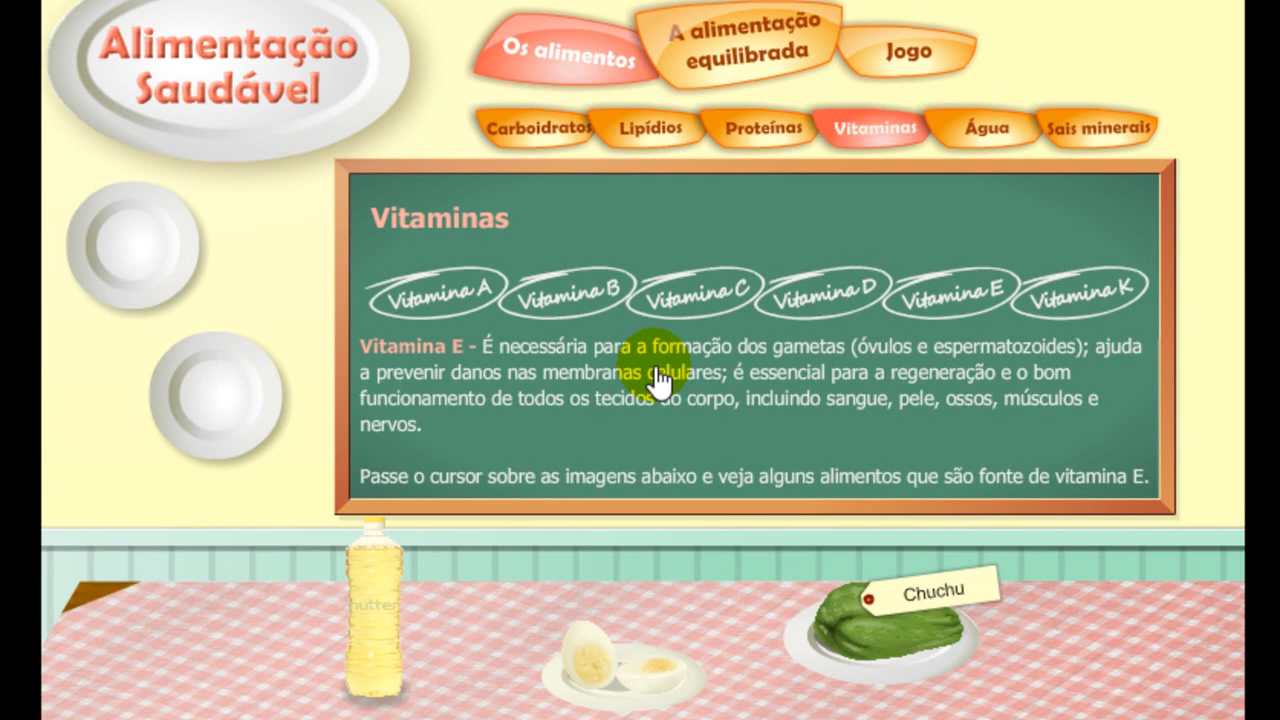 Alimentação
Saudável
Os alimentos
A alimentação
equilibrada
Jogo
Carboidratos
Lipídios
Proteínas
Vitaminas
Água
Sais minerais
Vitaminas
Vitamina A
Vitamina B
Vitamina C
Vitamina D
Vitamina E
Vitamina K
Vitamina E - É necessária para a formação dos gametas (óvulos e espermatozoides); ajuda
a prevenir danos nas membranas celulares; é essencial para a regeneração e o bom
funcionamento de todos os tecidos do corpo, incluindo sangue, pele, ossos, músculos e
nervos.
Passe o cursor sobre as imagens abaixo e veja alguns alimentos que são fonte de vitamina E.
Chuchu